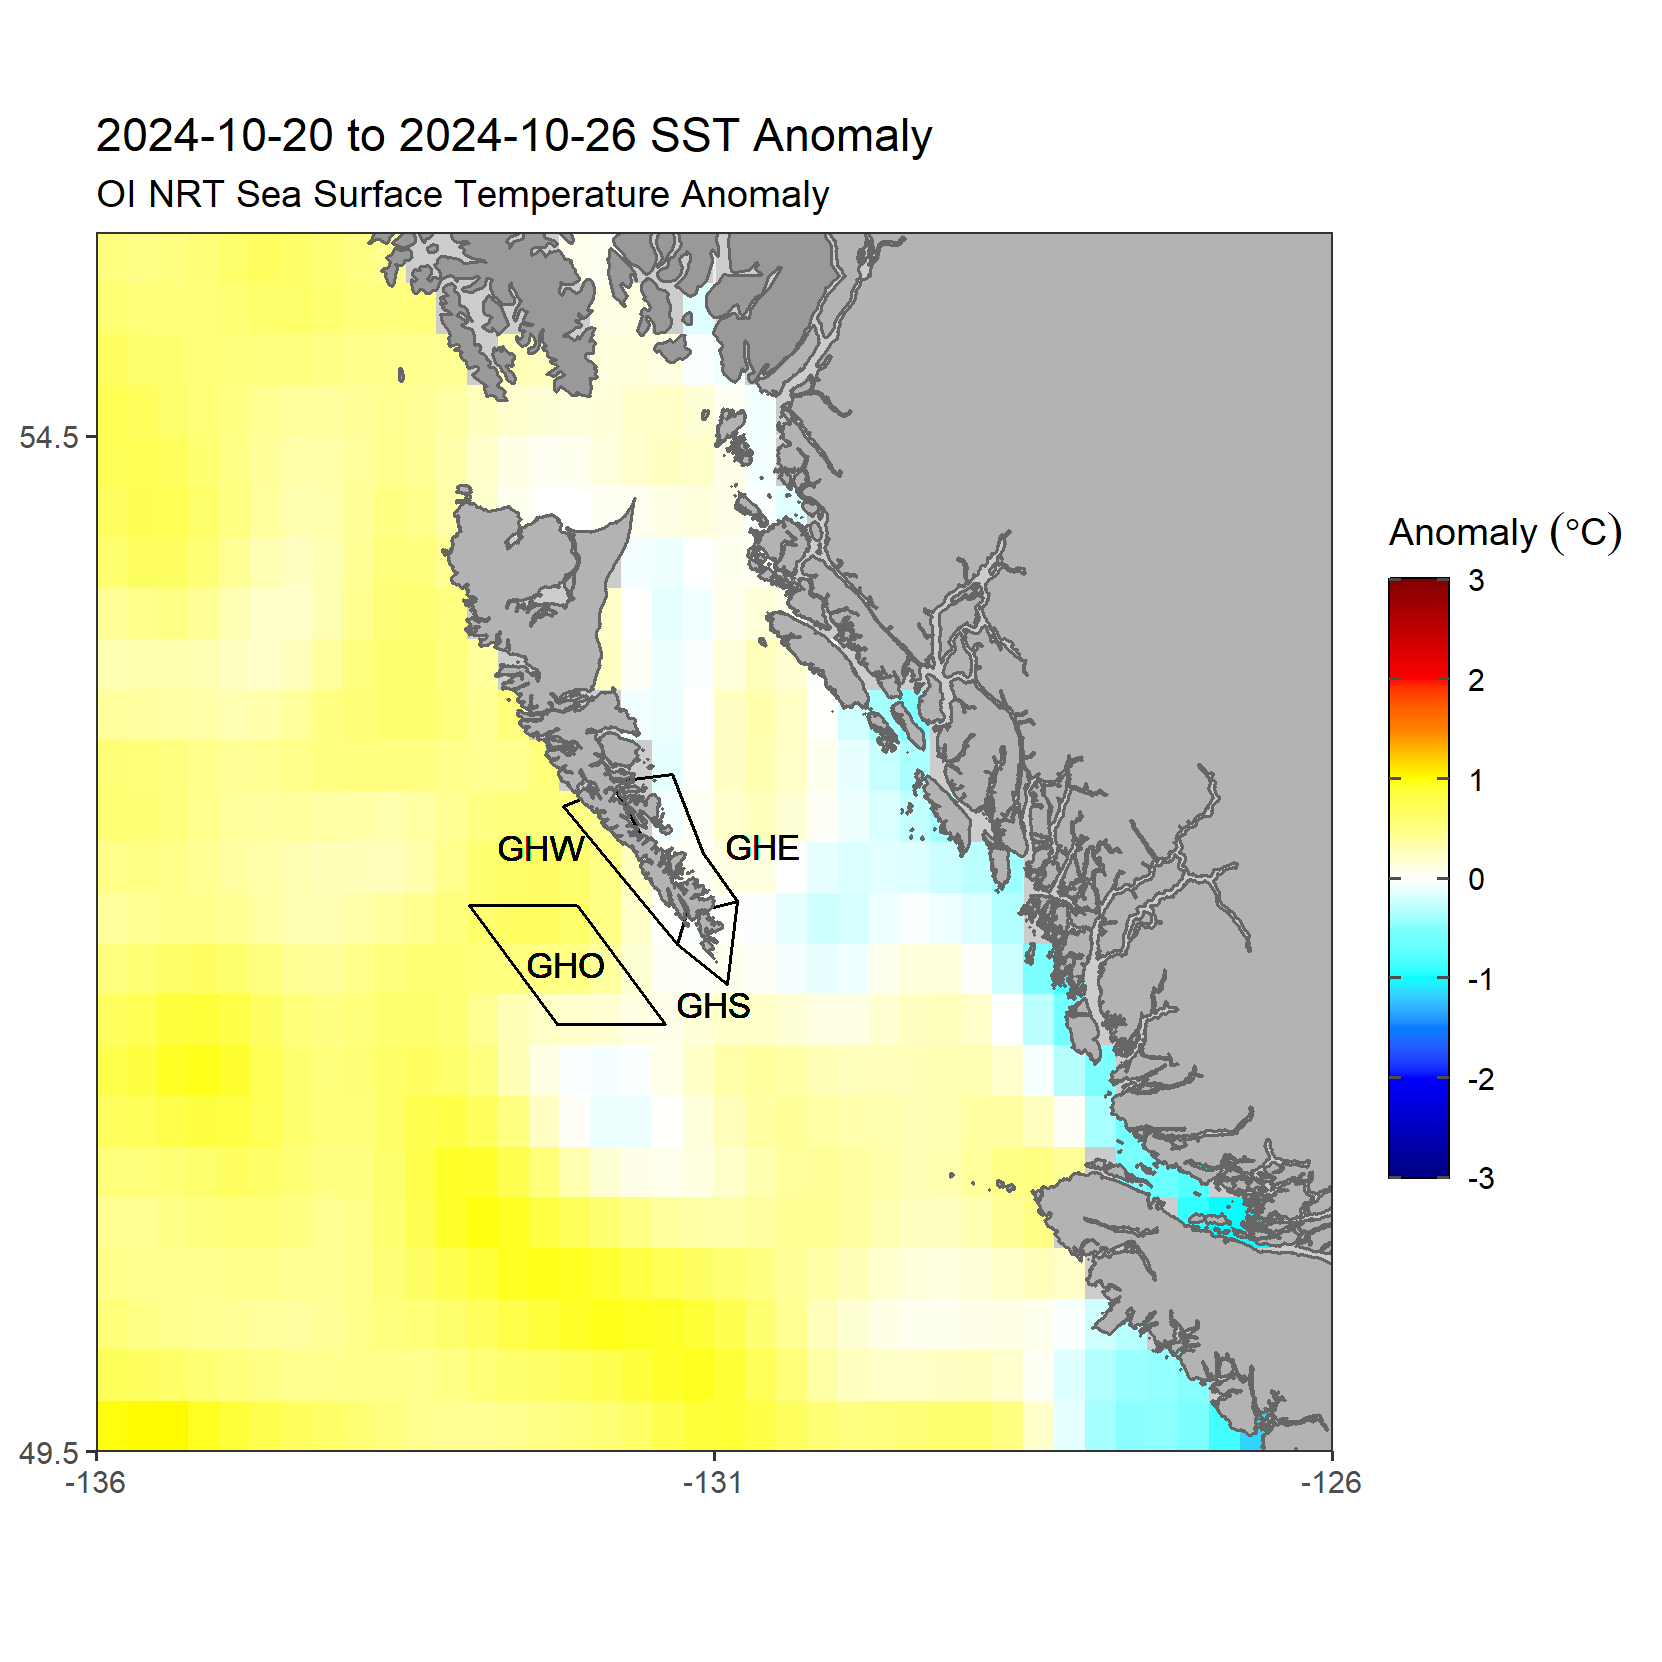 2024-10-20 to 2024-10-26 SST Anomaly
OI NRT Sea Surface Temperature Anomaly
54.5
49.5
-136
-131
-126
GHW
GHE
GHO
GHS
Anomaly (°C)
3
2
1
0
-1
-2
-3